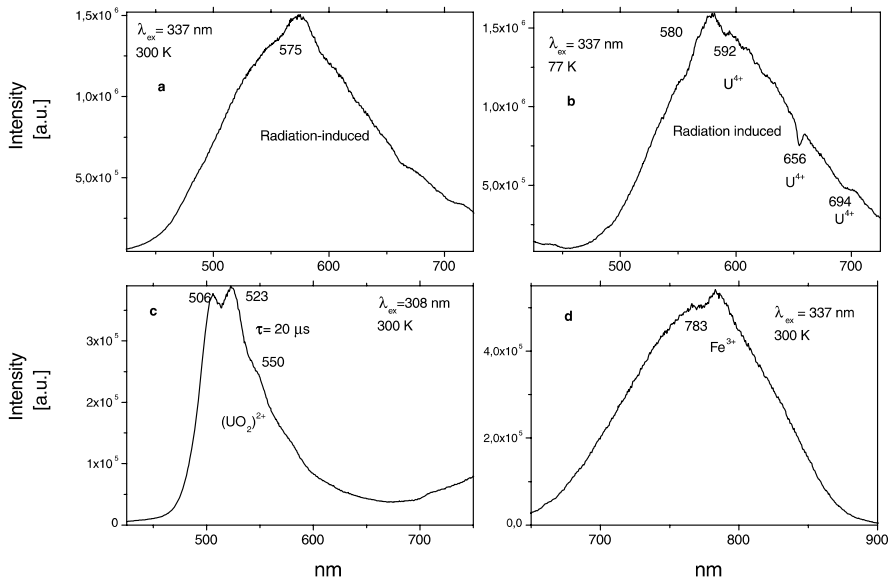 Intensity
[a.u.]
1,5x10⁶
1,0x10⁶
5,0x10⁵
λex = 337 nm
300 K
a
575
Radiation-induced
500
600
700
1,5x10⁶
1,0x10⁶
5,0x10⁵
λex = 337 nm
77 K
b
580
592
U⁴⁺
Radiation induced
656
U⁴⁺
694
U⁴⁺
500
600
700
Intensity
[a.u.]
3x10⁵
2x10⁵
1x10⁵
0
c
506
523
τ = 20 μs
550
(UO₂)²⁺
λex=308 nm
300 K
500
600
700
nm
4,0x10⁵
2,0x10⁵
0,0
d
783
Fe³⁺
λex = 337 nm
300 K
700
800
900
nm